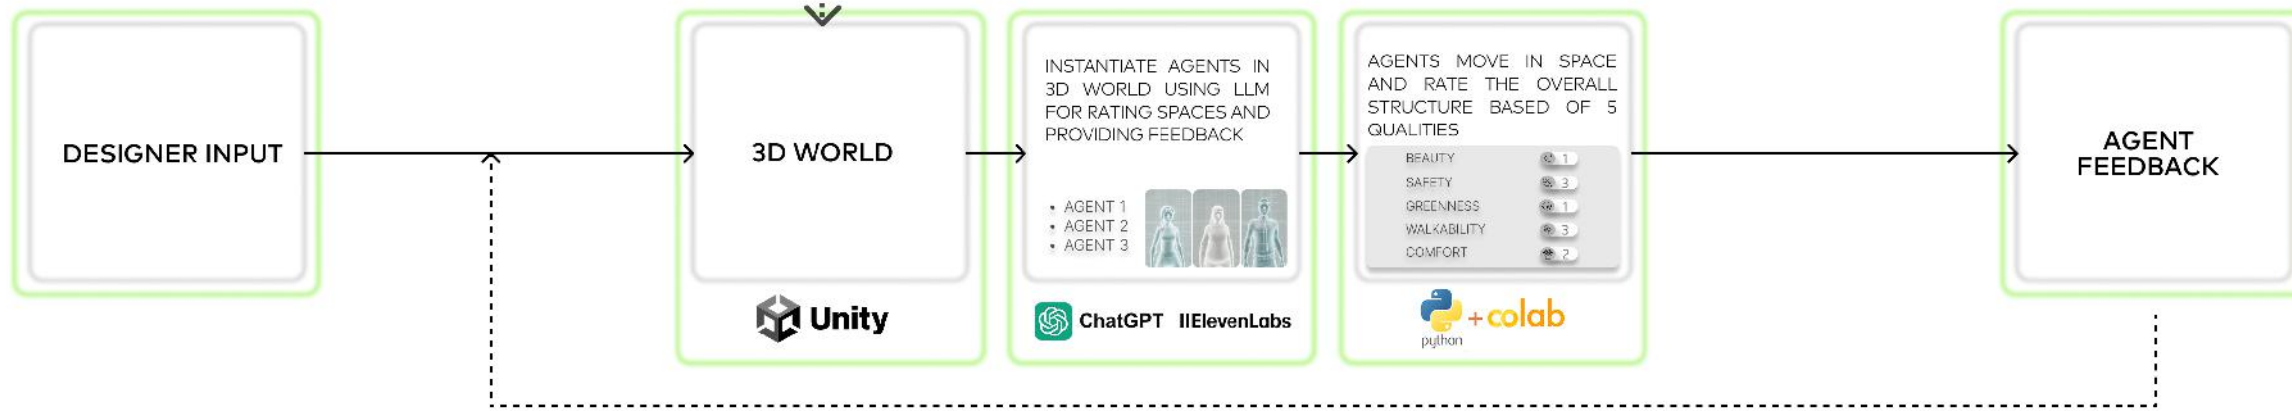 DESIGNER INPUT
3D WORLD
Unity
INSTANTIATE AGENTS IN
3D WORLD USING LLM
FOR RATING SPACES AND
PROVIDING FEEDBACK
• AGENT 1
• AGENT 2
• AGENT 3
ChatGPT IIElevenLabs
AGENTS MOVE IN SPACE
AND RATE THE OVERALL
STRUCTURE BASED OF 5
QUALITIES
BEAUTY 1
SAFETY 3
GREENNESS 1
WALKABILITY 3
COMFORT 2
python + colab
AGENT
FEEDBACK